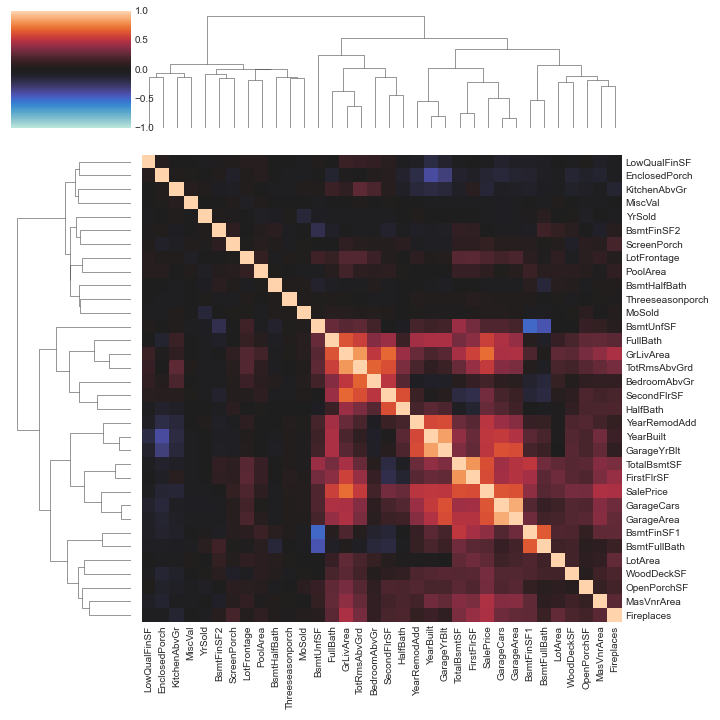 1.0
0.5
0.0
−0.5
−1.0
LowQualFinSF
EnclosedPorch
KitchenAbvGr
MiscVal
YrSold
BsmtFinSF2
ScreenPorch
LotFrontage
PoolArea
BsmtHalfBath
Threeseasonporch
MoSold
BsmtUnfSF
FullBath
GrLivArea
TotRmsAbvGrd
BedroomAbvGr
SecondFlrSF
HalfBath
YearRemodAdd
YearBuilt
GarageYrBlt
TotalBsmtSF
FirstFlrSF
SalePrice
GarageCars
GarageArea
BsmtFinSF1
BsmtFullBath
LotArea
WoodDeckSF
OpenPorchSF
MasVnrArea
Fireplaces
LowQualFinSF
EnclosedPorch
KitchenAbvGr
MiscVal
YrSold
BsmtFinSF2
ScreenPorch
LotFrontage
PoolArea
BsmtHalfBath
Threeseasonporch
MoSold
BsmtUnfSF
FullBath
GrLivArea
TotRmsAbvGrd
BedroomAbvGr
SecondFlrSF
HalfBath
YearRemodAdd
YearBuilt
GarageYrBlt
TotalBsmtSF
FirstFlrSF
SalePrice
GarageCars
GarageArea
BsmtFinSF1
BsmtFullBath
LotArea
WoodDeckSF
OpenPorchSF
MasVnrArea
Fireplaces